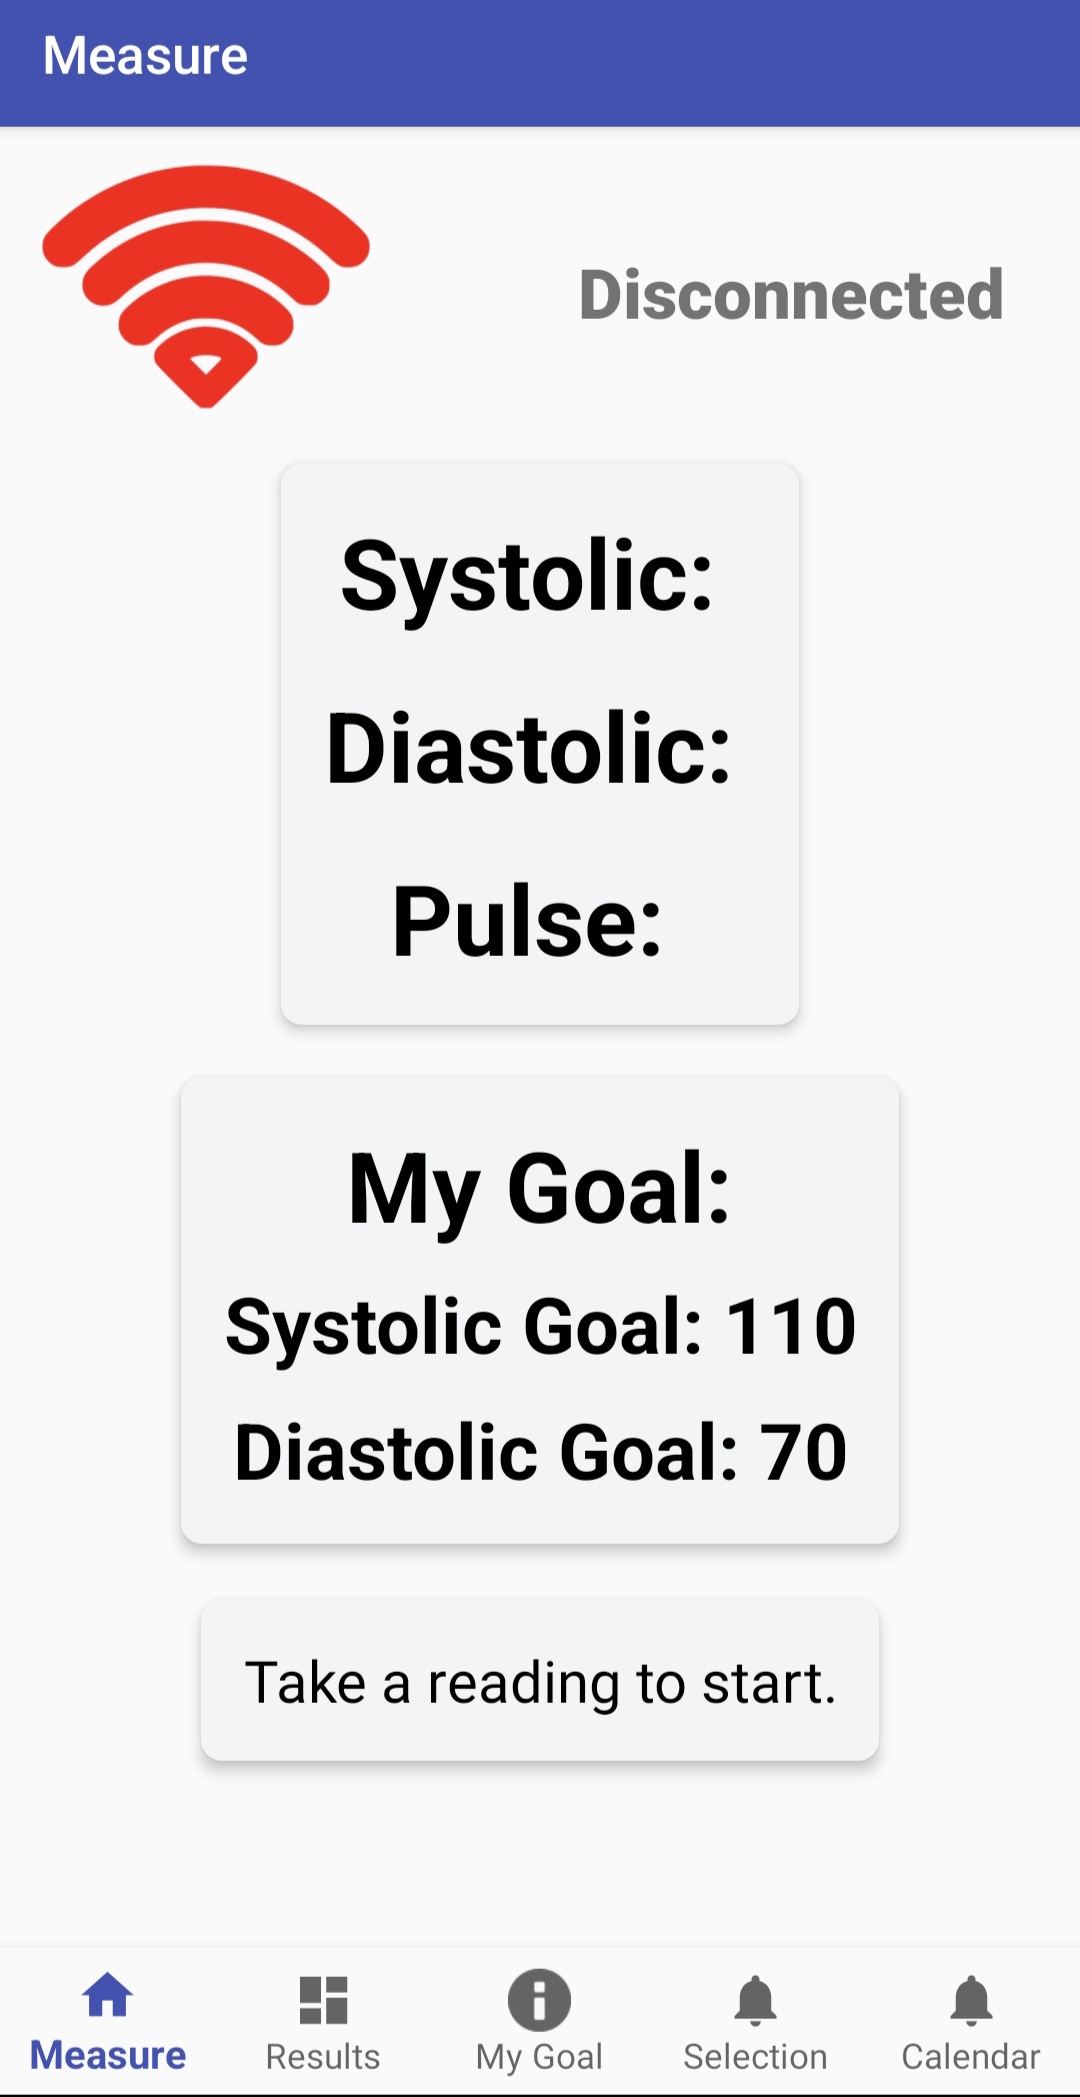 Measure
Disconnected
Systolic:
Diastolic:
Pulse:
My Goal:
Systolic Goal: 110
Diastolic Goal: 70
Take a reading to start.
Measure
Results
My Goal
Selection
Calendar